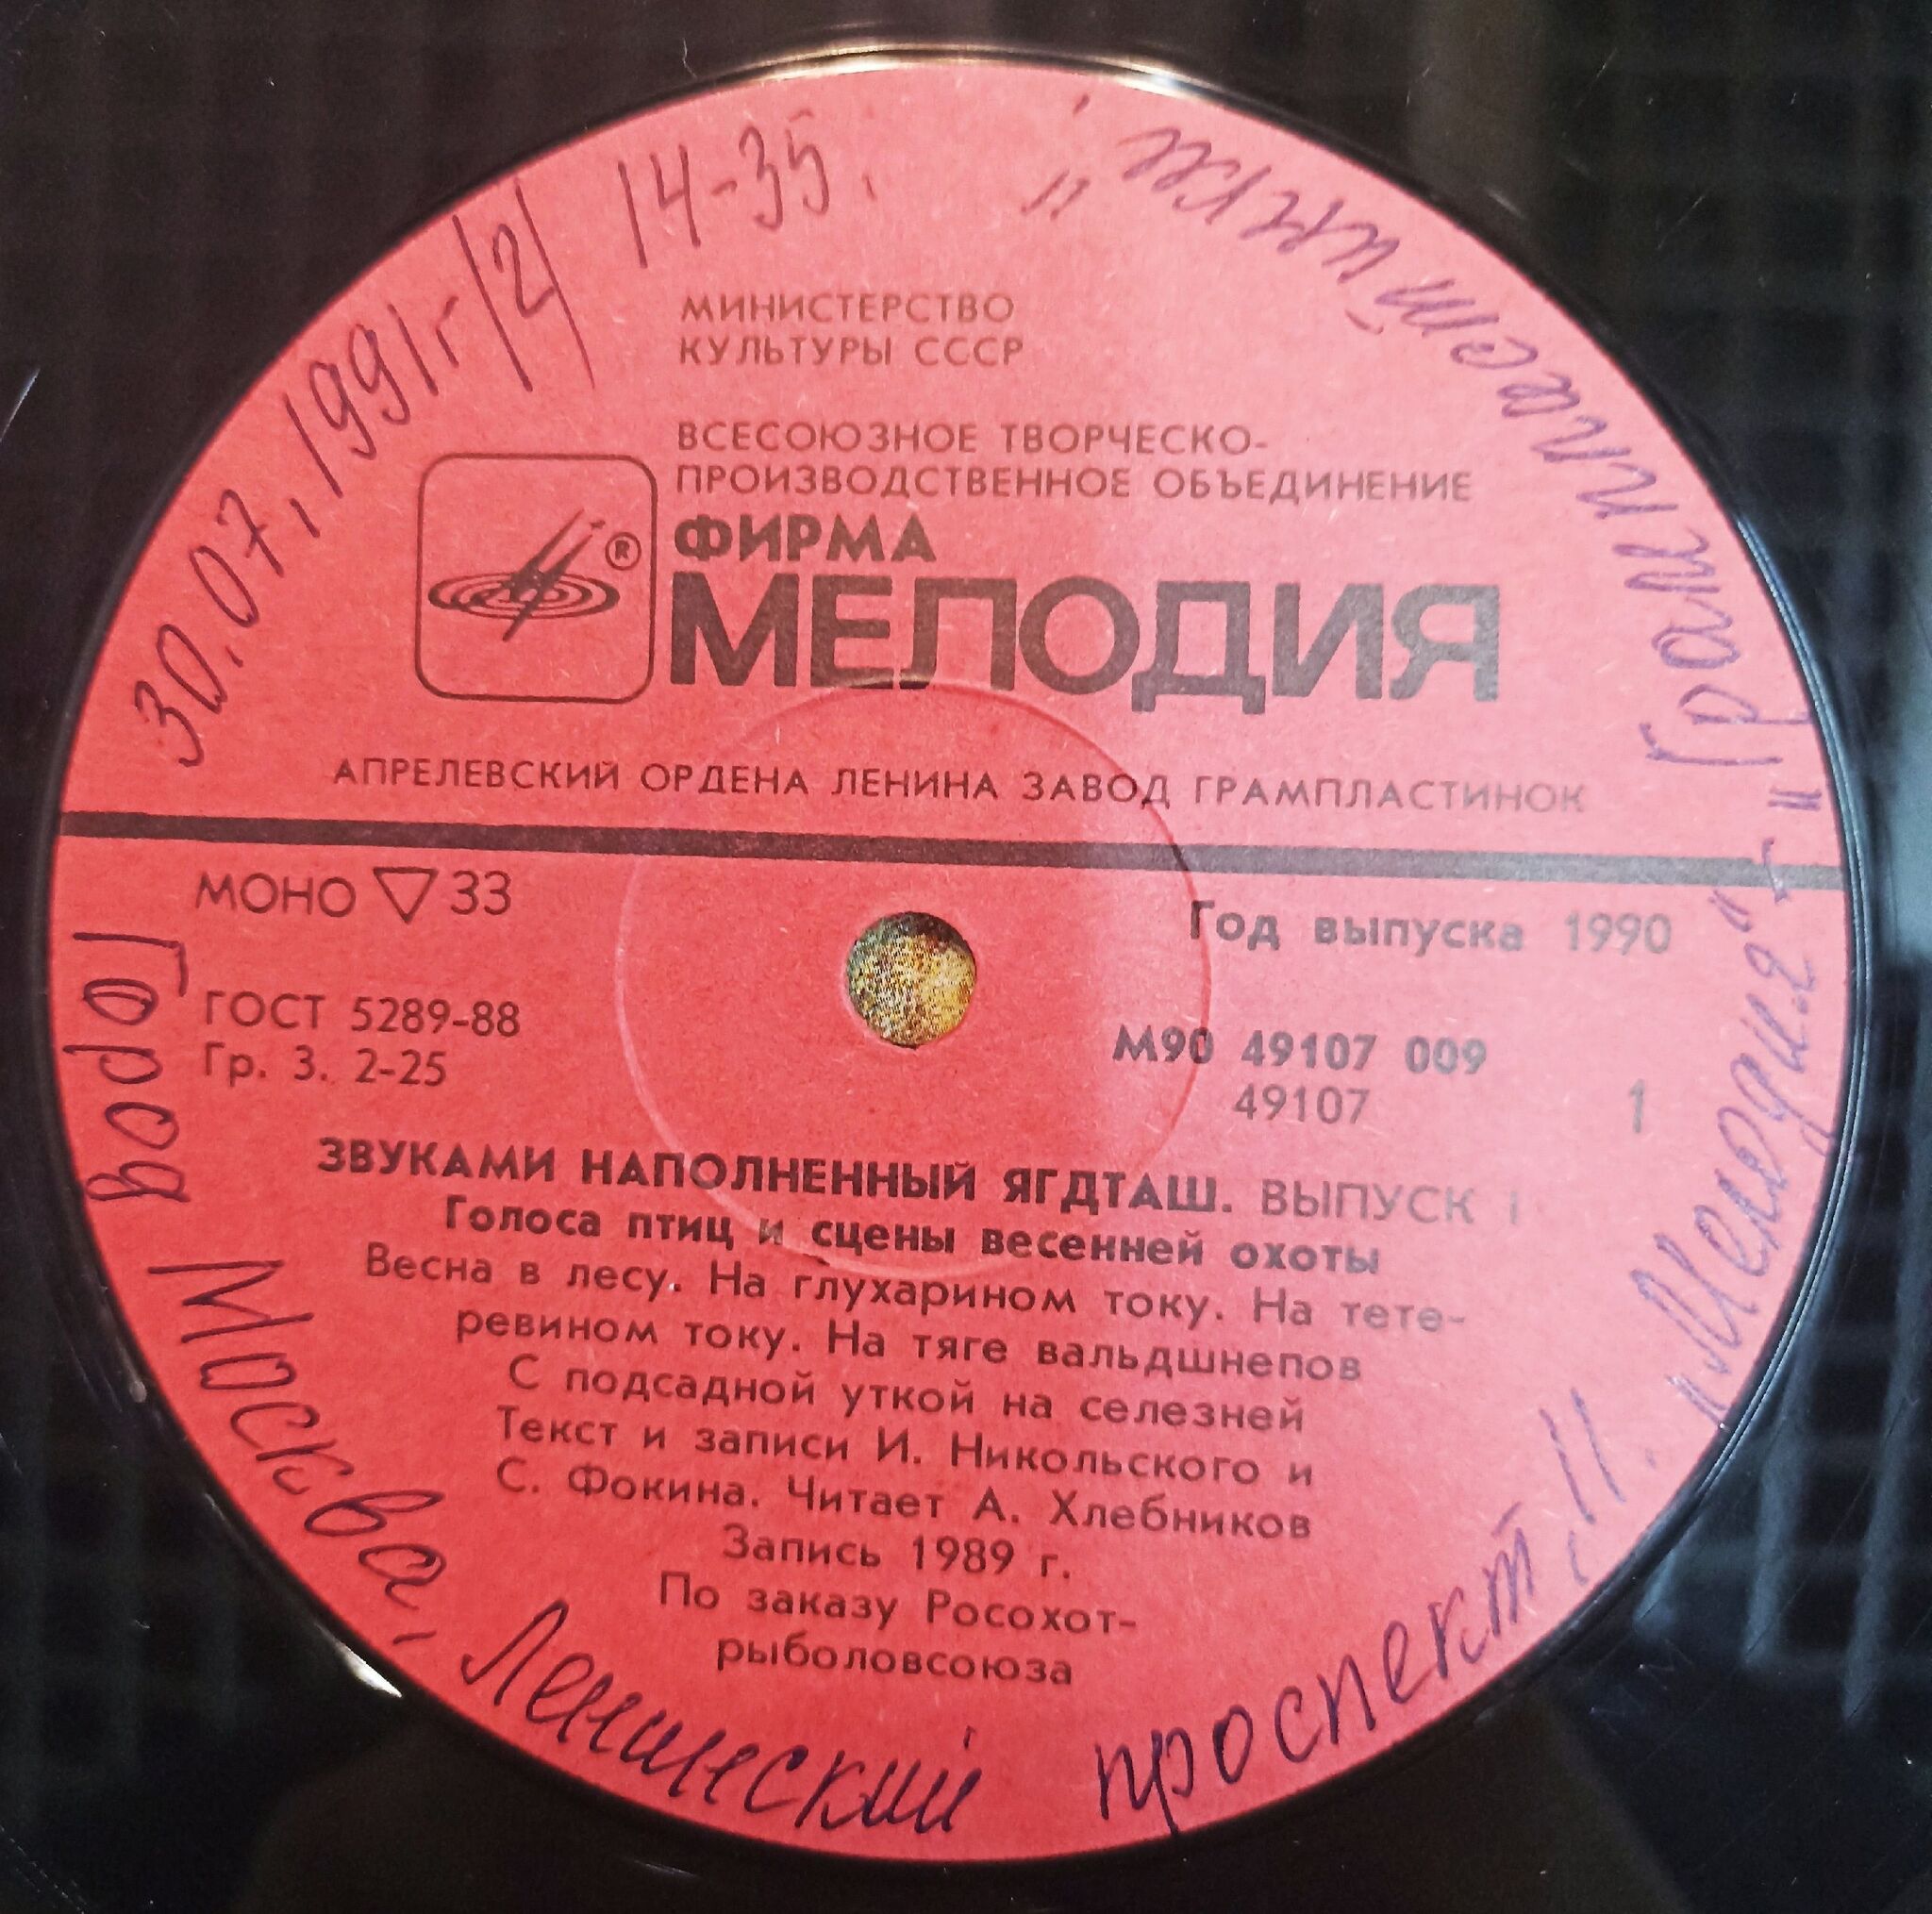 МИНИСТЕРСТВО
КУЛЬТУРЫ СССР
ВСЕСОЮЗНОЕ ТВОРЧЕСКО-
ПРОИЗВОДСТВЕННОЕ ОБЪЕДИНЕНИЕ
ФИРМА
®
МЕЛОДИЯ
АПРЕЛЕВСКИЙ ОРДЕНА ЛЕНИНА ЗАВОД ГРАМПЛАСТИНОК
МОНО ▽ 33
Год выпуска 1990
ГОСТ 5289-88
Гр. 3. 2-25
М90 49107 009
49107
1
ЗВУКАМИ НАПОЛНЕННЫЙ ЯГДТАШ. ВЫПУСК I
Голоса птиц и сцены весенней охоты
Весна в лесу. На глухарином току. На тете-
ревином току. На тяге вальдшнепов
С подсадной уткой на селезней
Текст и записи И. Никольского и
С. Фокина. Читает А. Хлебников
Запись 1989 г.
По заказу Росохот-
рыболовсоюза
30.07.1991г/2/ 14-35.
Город Москва, Ленинский проспект, 11. „Мелодия" - "Грампластинки"